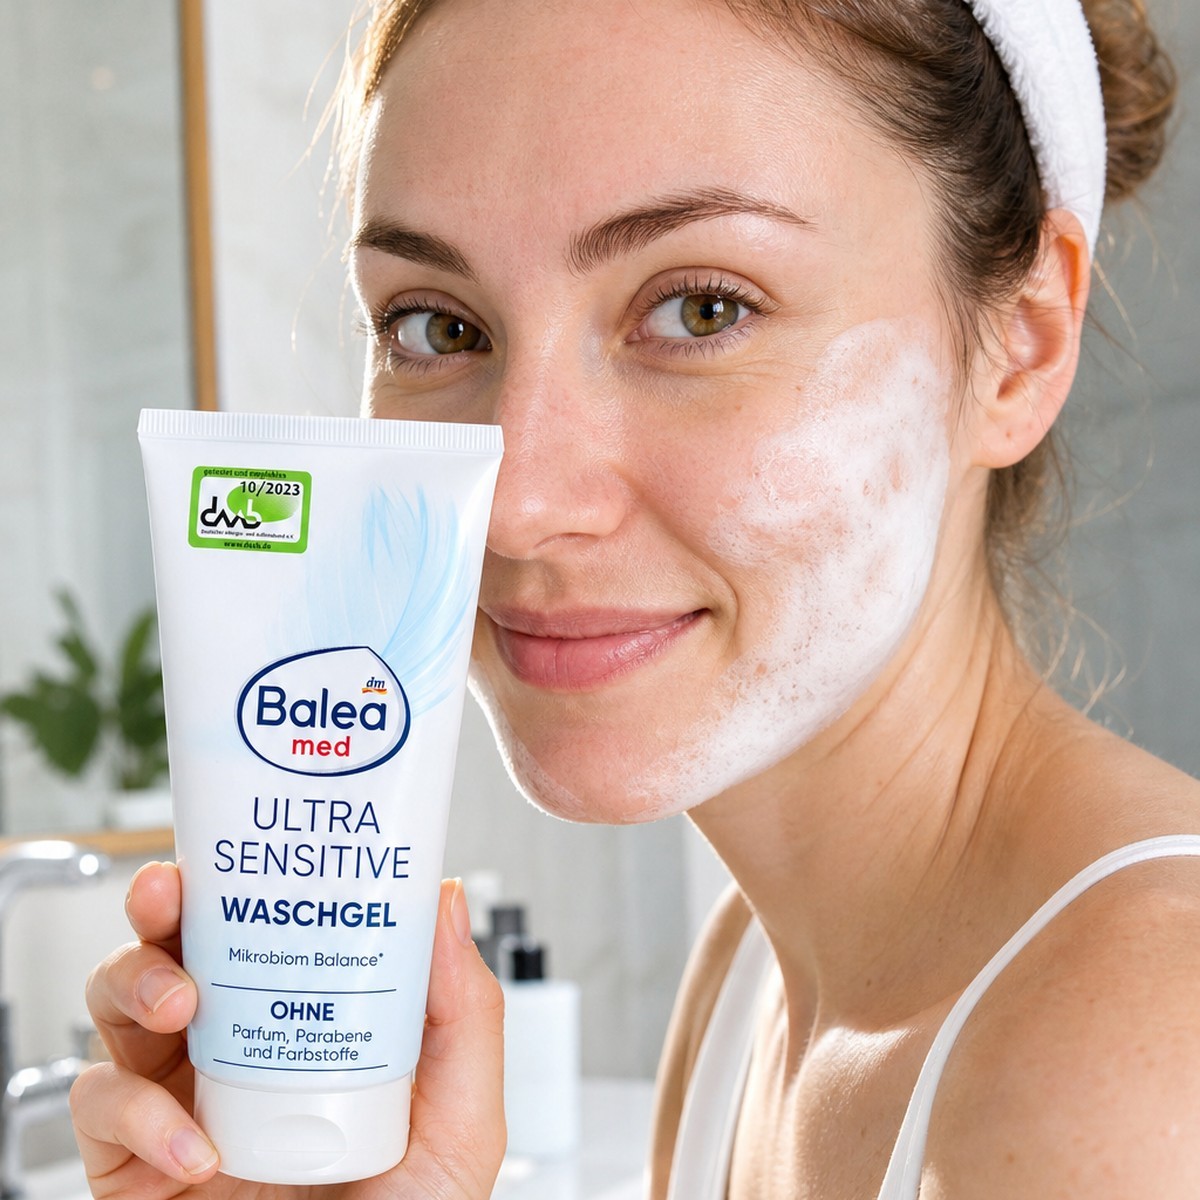 getestet und empfohlen
10/2023
daab
Deutscher Allergie- und Asthmabund e.V.
www.daab.de
dm
Balea
med
ULTRA
SENSITIVE
WASCHGEL
Mikrobiom Balance*
OHNE
Parfum, Parabene
und Farbstoffe